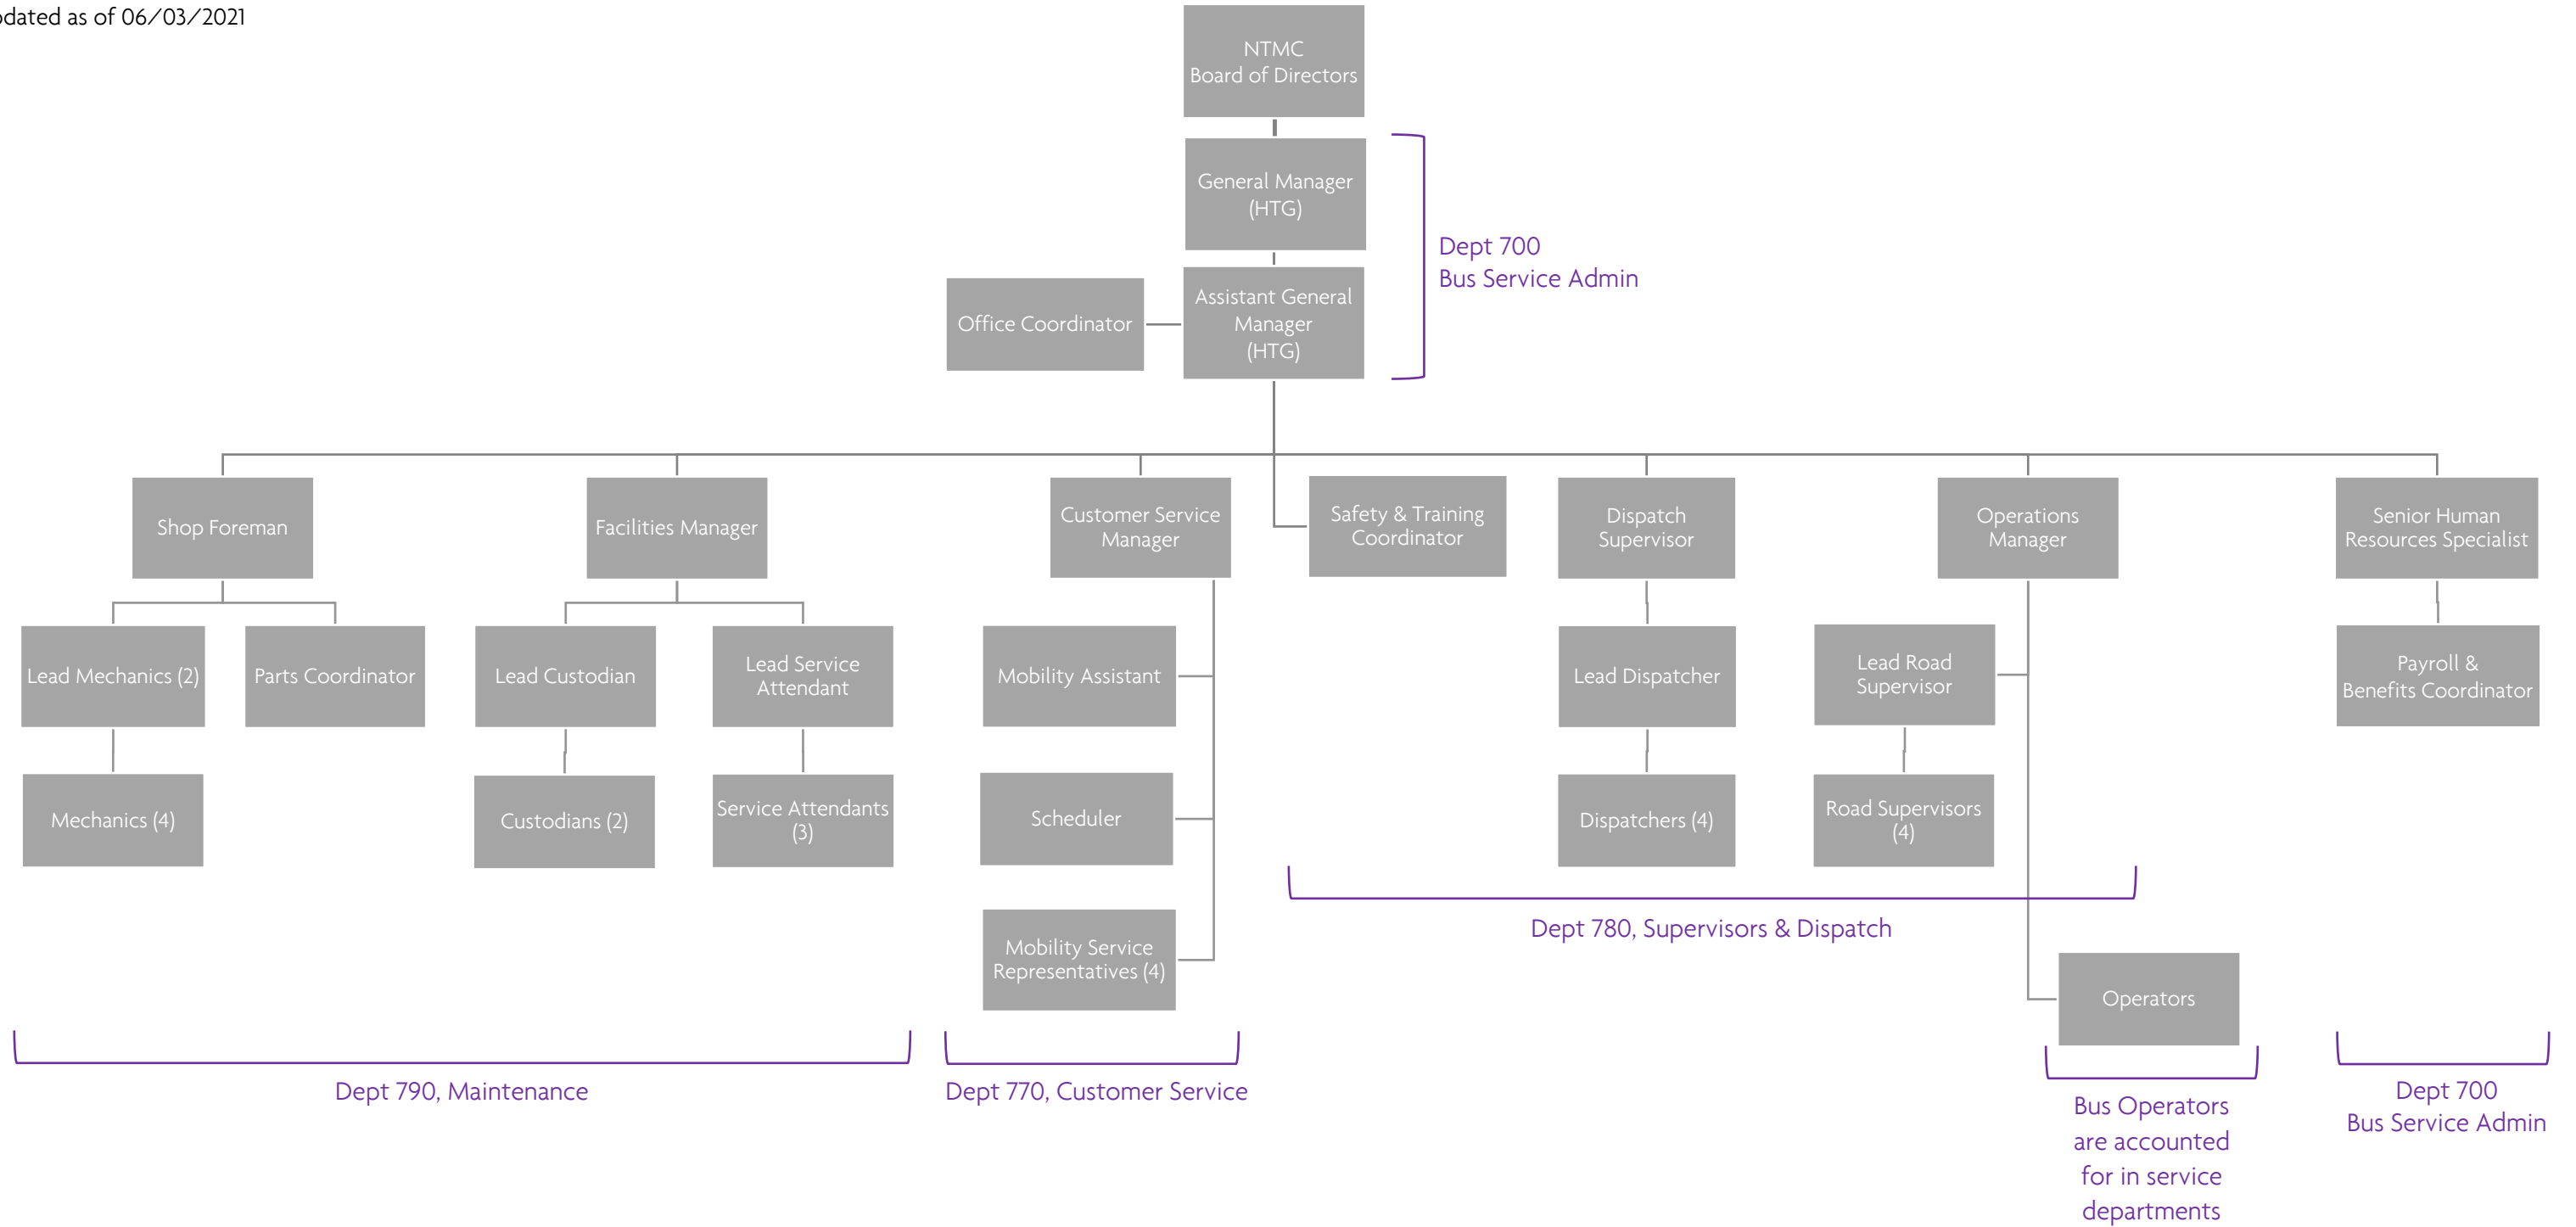 as of 06/03/2021
NTMC
Board of Directors
General Manager
(HTG)
Dept 700
Bus Service Admin
Office Coordinator
Assistant General
Manager
(HTG)
Shop Foreman
Facilities Manager
Customer Service
Manager
Safety & Training
Coordinator
Dispatch
Supervisor
Operations
Manager
Senior Human
Resources Specialist
Lead Mechanics (2)
Parts Coordinator
Lead Custodian
Lead Service
Attendant
Mobility Assistant
Lead Dispatcher
Lead Road
Supervisor
Payroll &
Benefits Coordinator
Mechanics (4)
Custodians (2)
Service Attendants
(3)
Scheduler
Dispatchers (4)
Road Supervisors
(4)
Dept 780, Supervisors & Dispatch
Mobility Service
Representatives (4)
Operators
Dept 790, Maintenance
Dept 770, Customer Service
Bus Operators
are accounted
for in service
departments
Dept 700
Bus Service Admin